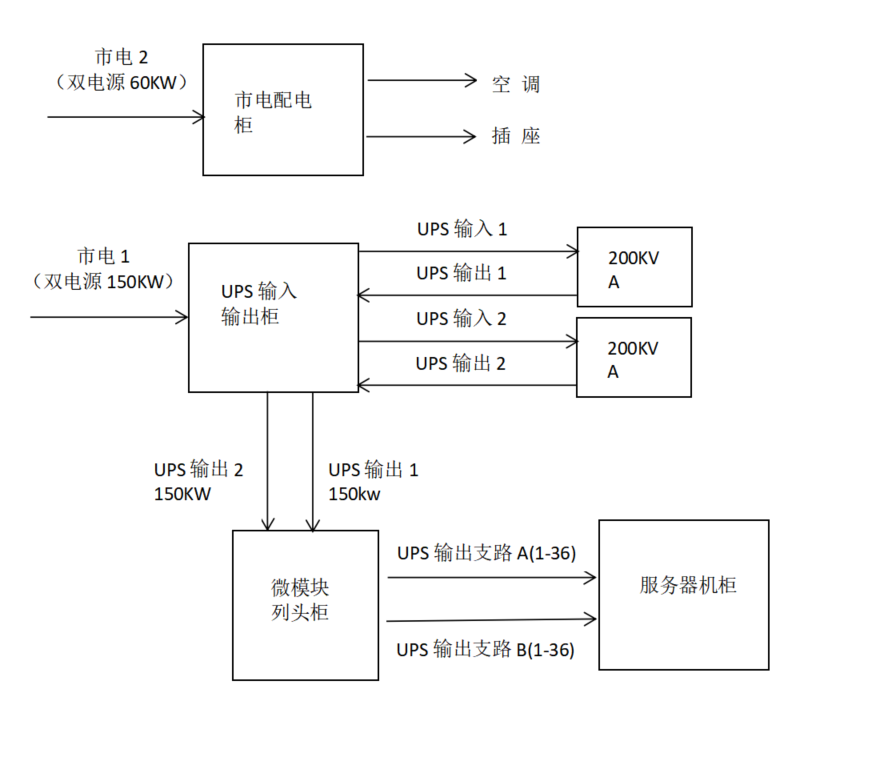 市电 2
（双电源 60KW）
市电配电
柜
空 调
插 座
市电 1
（双电源 150KW）
UPS 输入
输出柜
UPS 输入 1
UPS 输出 1
UPS 输入 2
UPS 输出 2
200KV
A
200KV
A
UPS 输出 2
150KW
UPS 输出 1
150kw
微模块
列头柜
UPS 输出支路 A(1-36)
UPS 输出支路 B(1-36)
服务器机柜